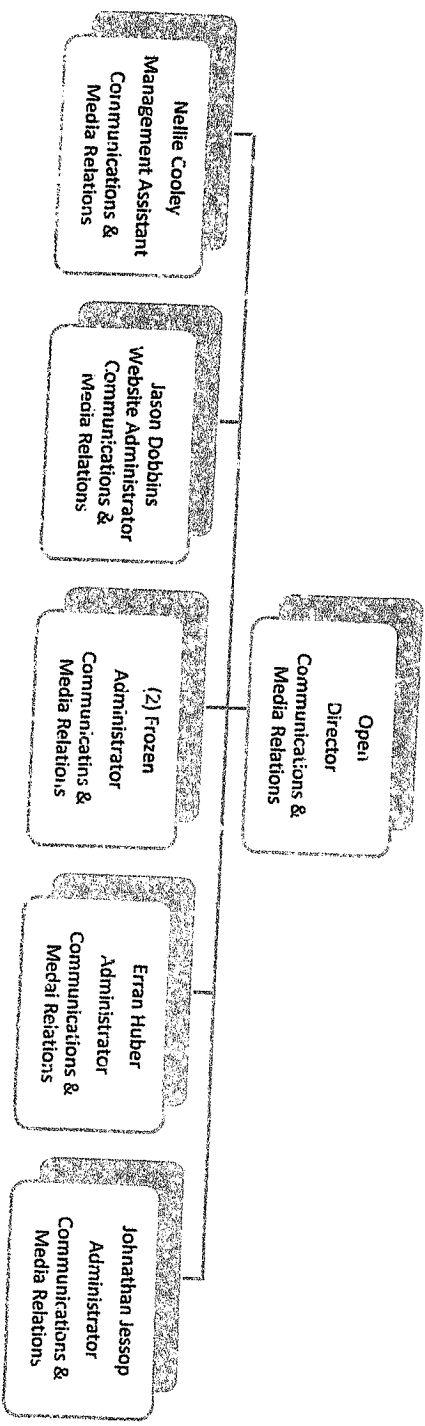 Open
Director
Communications &
Media Relations
Nellie Cooley
Management Assistant
Communications &
Media Relations
Jason Dobbins
Website Administrator
Communications &
Media Relations
(2) Frozen
Administrator
Communicatins &
Media Relations
Erran Huber
Administrator
Communications &
Medai Relations
Johnathan Jessop
Administrator
Communications &
Media Relations